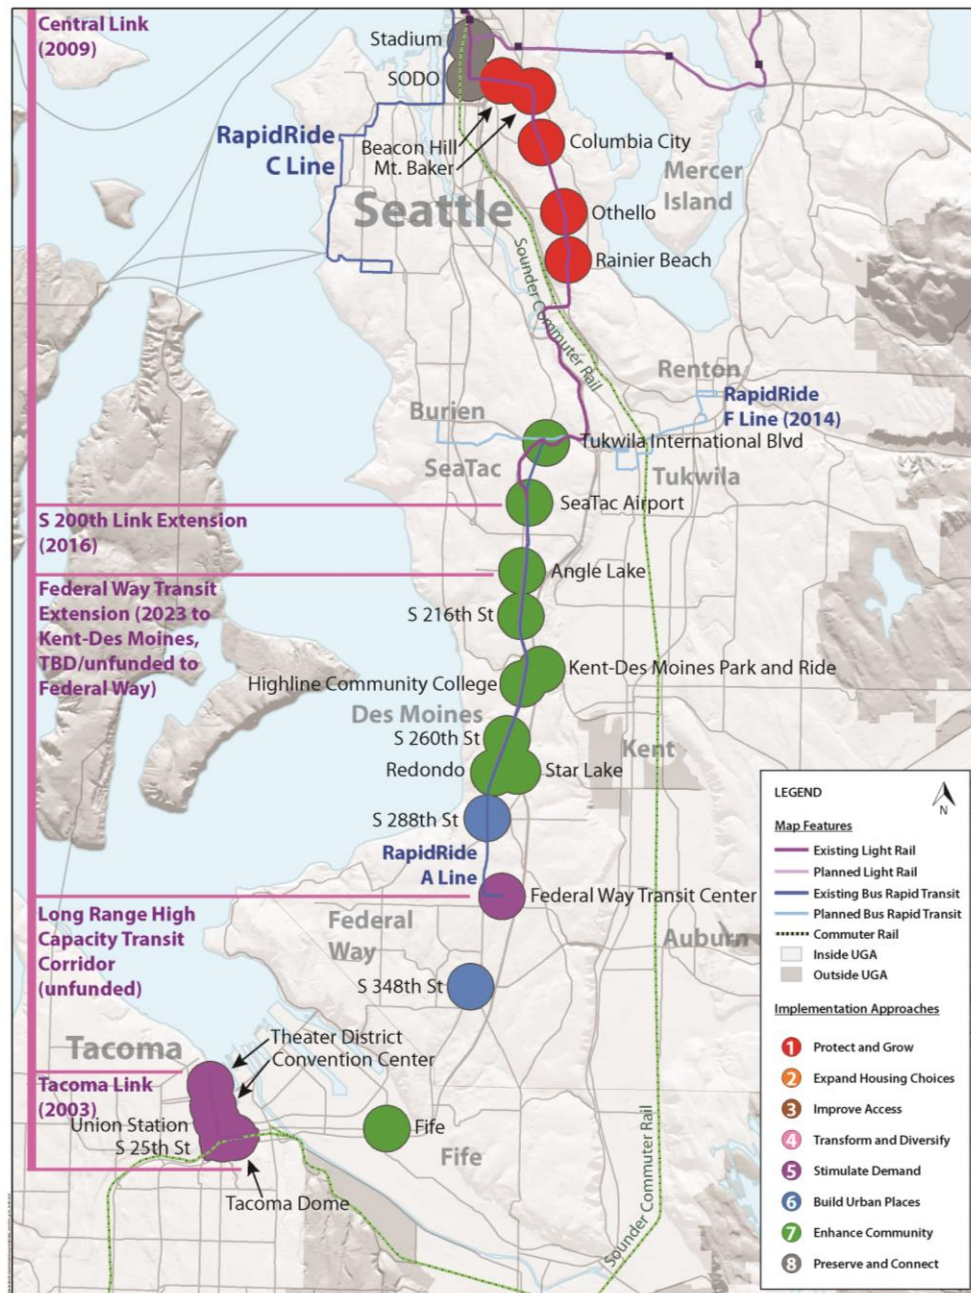 Central Link
(2009)
Stadium
SODO
RapidRide
C Line
Beacon Hill
Mt. Baker
Columbia City
Mercer
Island
Seattle
Othello
Rainier Beach
Sounder Commuter Rail
Renton
RapidRide
F Line (2014)
Burien
Tukwila International Blvd
SeaTac
Tukwila
SeaTac Airport
S 200th Link Extension
(2016)
Angle Lake
Federal Way Transit
Extension (2023 to
Kent-Des Moines,
TBD/unfunded to
Federal Way)
S 216th St
Kent-Des Moines Park and Ride
Highline Community College
Des Moines
S 260th St
Kent
Redondo
Star Lake
S 288th St
RapidRide
A Line
Federal Way Transit Center
Long Range High
Capacity Transit
Corridor
(unfunded)
Federal
Way
Auburn
S 348th St
Tacoma
Theater District
Convention Center
Tacoma Link
(2003)
Union Station
S 25th St
Fife
Fife
Tacoma Dome
Sounder Commuter Rail
LEGEND
N
Map Features
Existing Light Rail
Planned Light Rail
Existing Bus Rapid Transit
Planned Bus Rapid Transit
Commuter Rail
Inside UGA
Outside UGA
Implementation Approaches
1 Protect and Grow
2 Expand Housing Choices
3 Improve Access
4 Transform and Diversify
5 Stimulate Demand
6 Build Urban Places
7 Enhance Community
8 Preserve and Connect